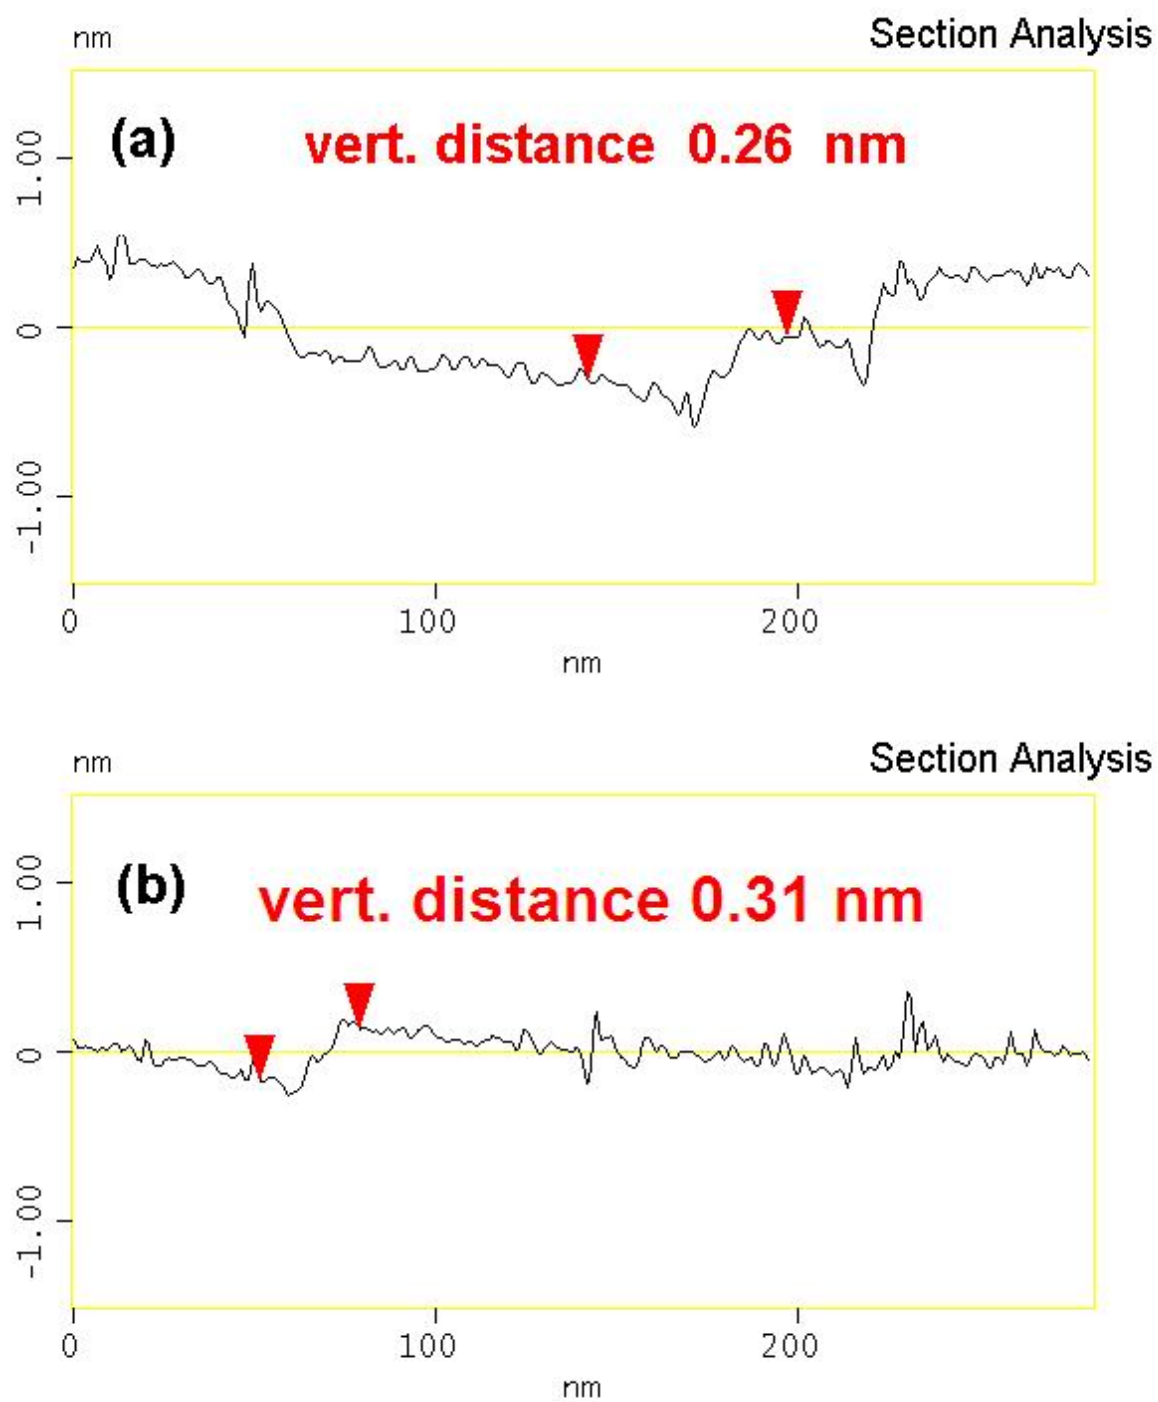 nm Section Analysis
(a) vert. distance 0.26 nm
1.00
0
-1.00
0 100 200
nm
nm Section Analysis
(b) vert. distance 0.31 nm
1.00
0
-1.00
0 100 200
nm